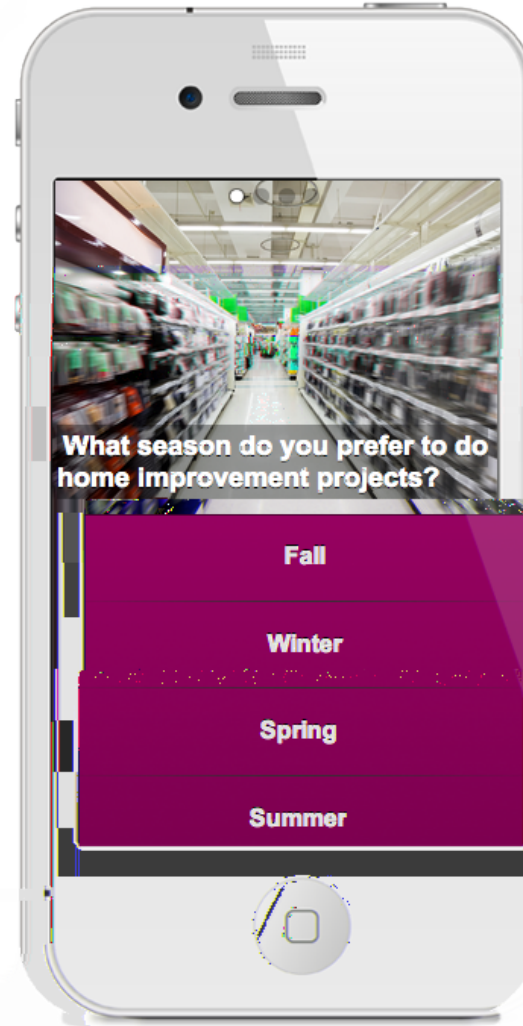 What season do you prefer to do
home improvement projects?
Fall
Winter
Spring
Summer